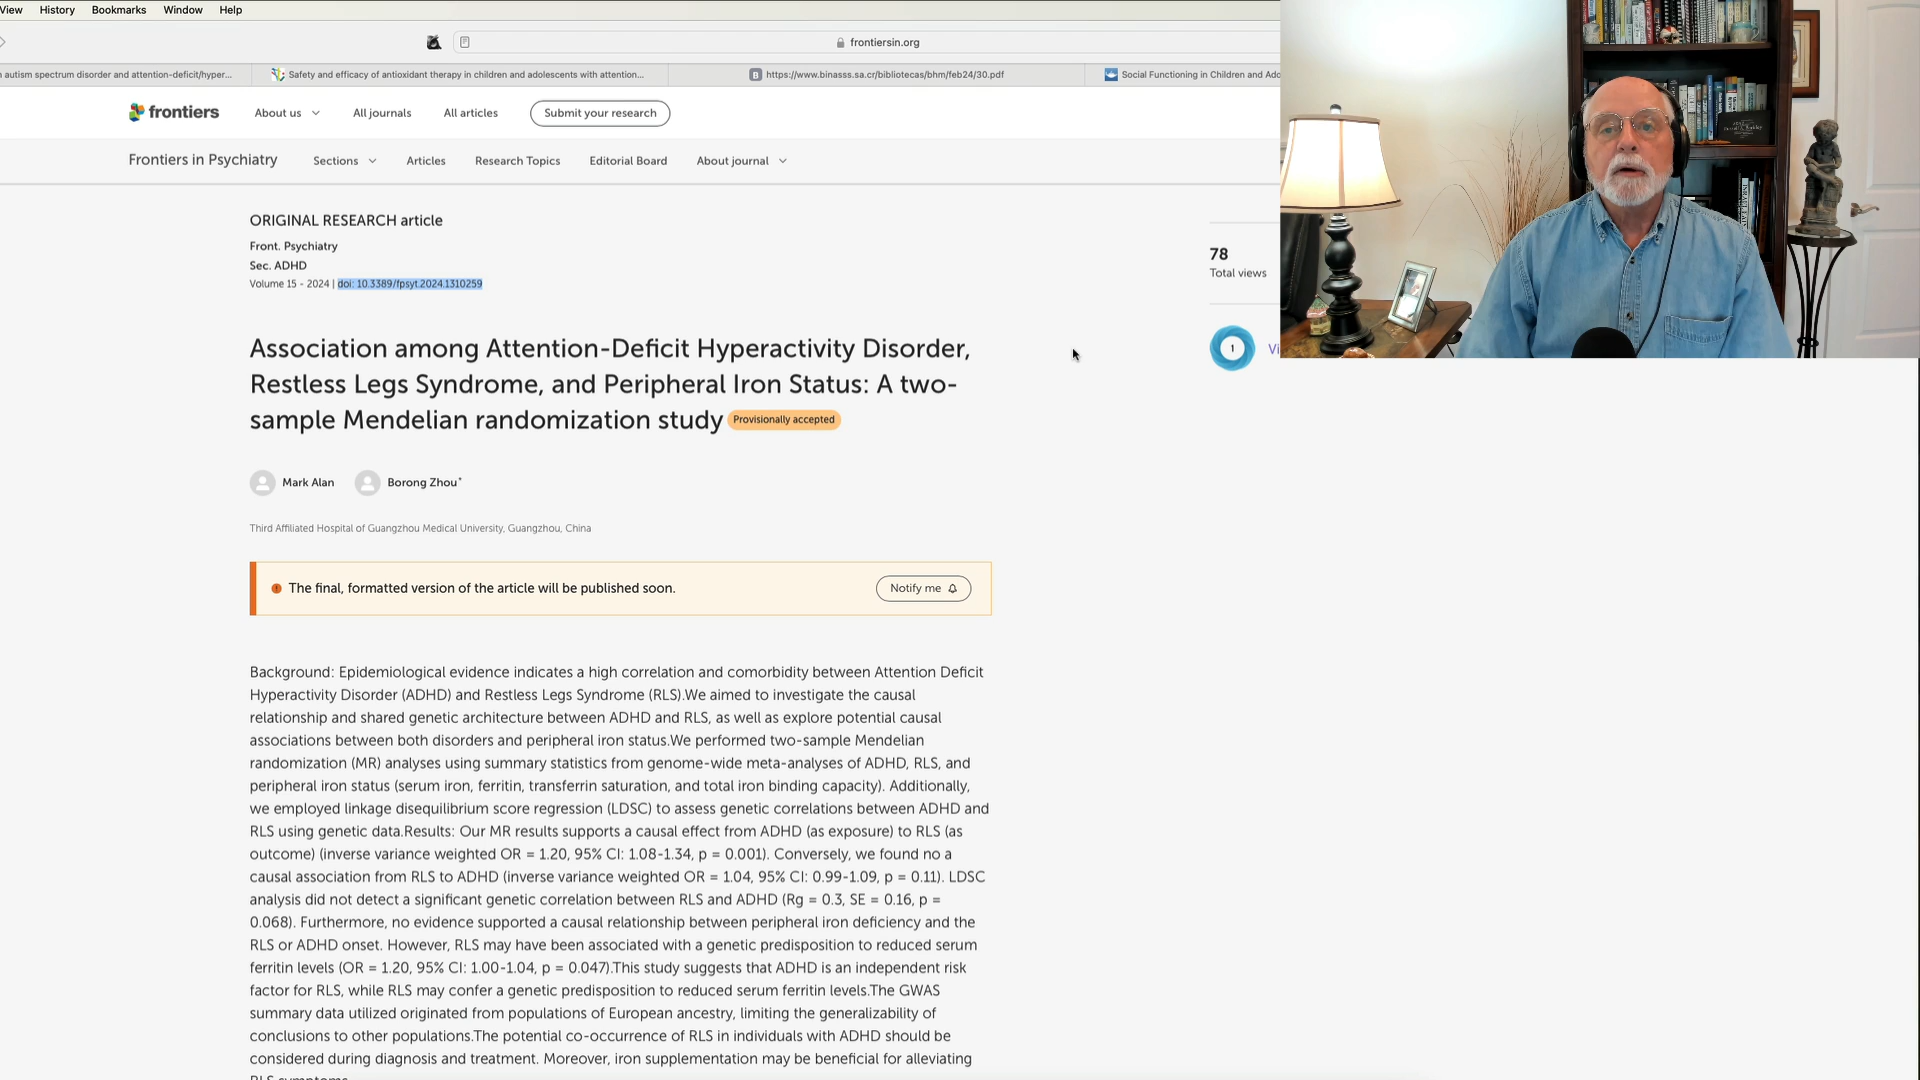 View History Bookmarks Window Help
frontiersin.org
autism spectrum disorder and attention-deficit/hyper...
Safety and efficacy of antioxidant therapy in children and adolescents with attention...
B https://www.binasss.sa.cr/bibliotecas/bhm/feb24/30.pdf
Social Functioning in Children and Ado
frontiers
About us All journals All articles Submit your research
Frontiers in Psychiatry Sections Articles Research Topics Editorial Board About journal
ORIGINAL RESEARCH article
Front. Psychiatry
Sec. ADHD
Volume 15 - 2024 | doi: 10.3389/fpsyt.2024.1310259
78
Total views
Association among Attention-Deficit Hyperactivity Disorder,
Restless Legs Syndrome, and Peripheral Iron Status: A two-
sample Mendelian randomization study Provisionally accepted
1 Vi
Mark Alan Borong Zhou*
Third Affiliated Hospital of Guangzhou Medical University, Guangzhou, China
The final, formatted version of the article will be published soon. Notify me
Background: Epidemiological evidence indicates a high correlation and comorbidity between Attention Deficit
Hyperactivity Disorder (ADHD) and Restless Legs Syndrome (RLS).We aimed to investigate the causal
relationship and shared genetic architecture between ADHD and RLS, as well as explore potential causal
associations between both disorders and peripheral iron status.We performed two-sample Mendelian
randomization (MR) analyses using summary statistics from genome-wide meta-analyses of ADHD, RLS, and
peripheral iron status (serum iron, ferritin, transferrin saturation, and total iron binding capacity). Additionally,
we employed linkage disequilibrium score regression (LDSC) to assess genetic correlations between ADHD and
RLS using genetic data.Results: Our MR results supports a causal effect from ADHD (as exposure) to RLS (as
outcome) (inverse variance weighted OR = 1.20, 95% CI: 1.08-1.34, p = 0.001). Conversely, we found no a
causal association from RLS to ADHD (inverse variance weighted OR = 1.04, 95% CI: 0.99-1.09, p = 0.11). LDSC
analysis did not detect a significant genetic correlation between RLS and ADHD (Rg = 0.3, SE = 0.16, p =
0.068). Furthermore, no evidence supported a causal relationship between peripheral iron deficiency and the
RLS or ADHD onset. However, RLS may have been associated with a genetic predisposition to reduced serum
ferritin levels (OR = 1.20, 95% CI: 1.00-1.04, p = 0.047).This study suggests that ADHD is an independent risk
factor for RLS, while RLS may confer a genetic predisposition to reduced serum ferritin levels.The GWAS
summary data utilized originated from populations of European ancestry, limiting the generalizability of
conclusions to other populations.The potential co-occurrence of RLS in individuals with ADHD should be
considered during diagnosis and treatment. Moreover, iron supplementation may be beneficial for alleviating
RLS symptoms.